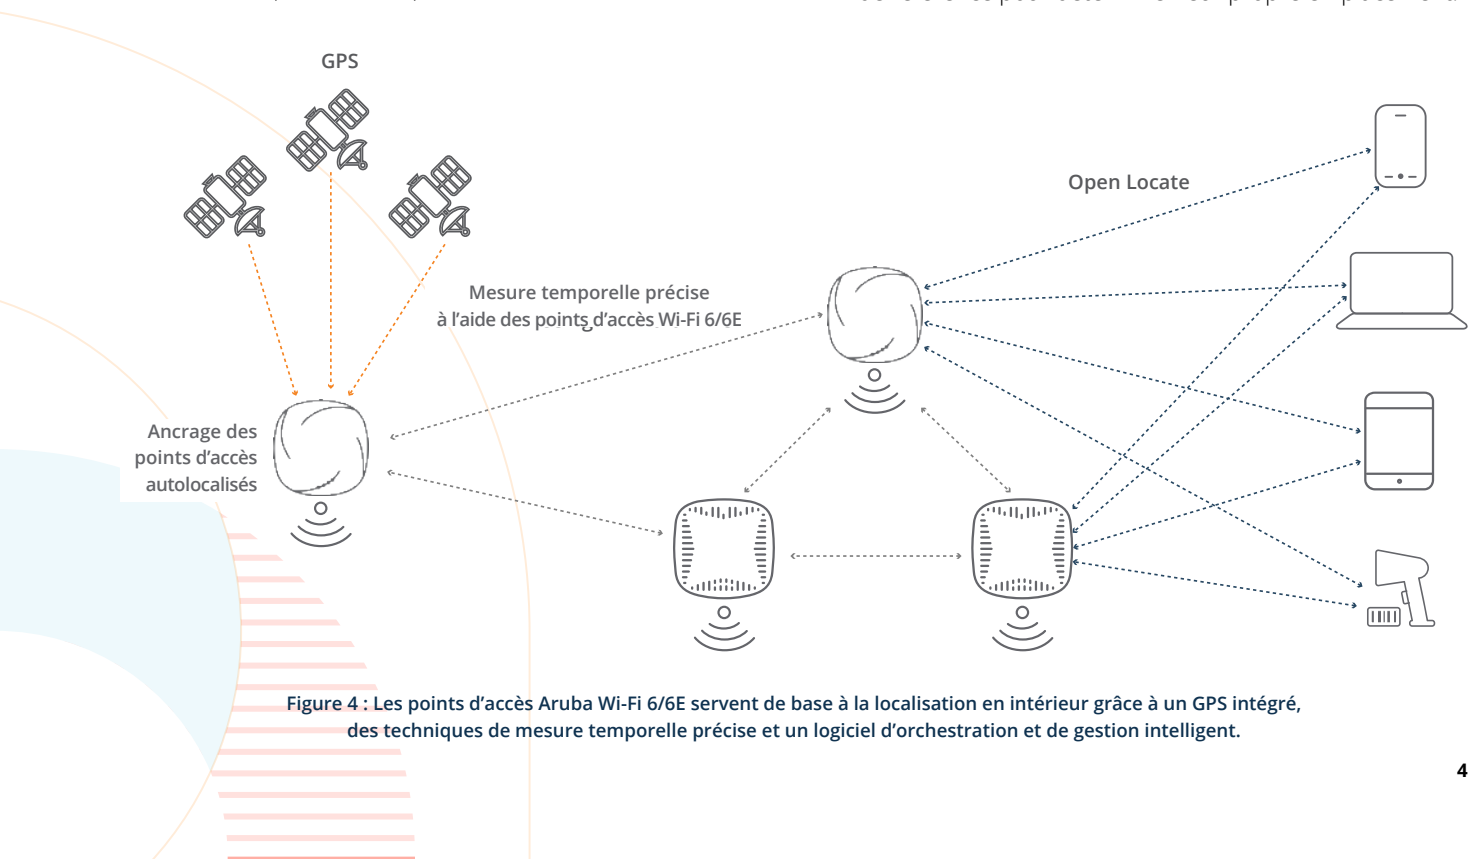 GPS
Open Locate
Mesure temporelle précise
à l'aide des points d'accès Wi-Fi 6/6E
Ancrage des
points d'accès
autolocalisés
Figure 4 : Les points d'accès Aruba Wi-Fi 6/6E servent de base à la localisation en intérieur grâce à un GPS intégré,
des techniques de mesure temporelle précise et un logiciel d'orchestration et de gestion intelligent.
4